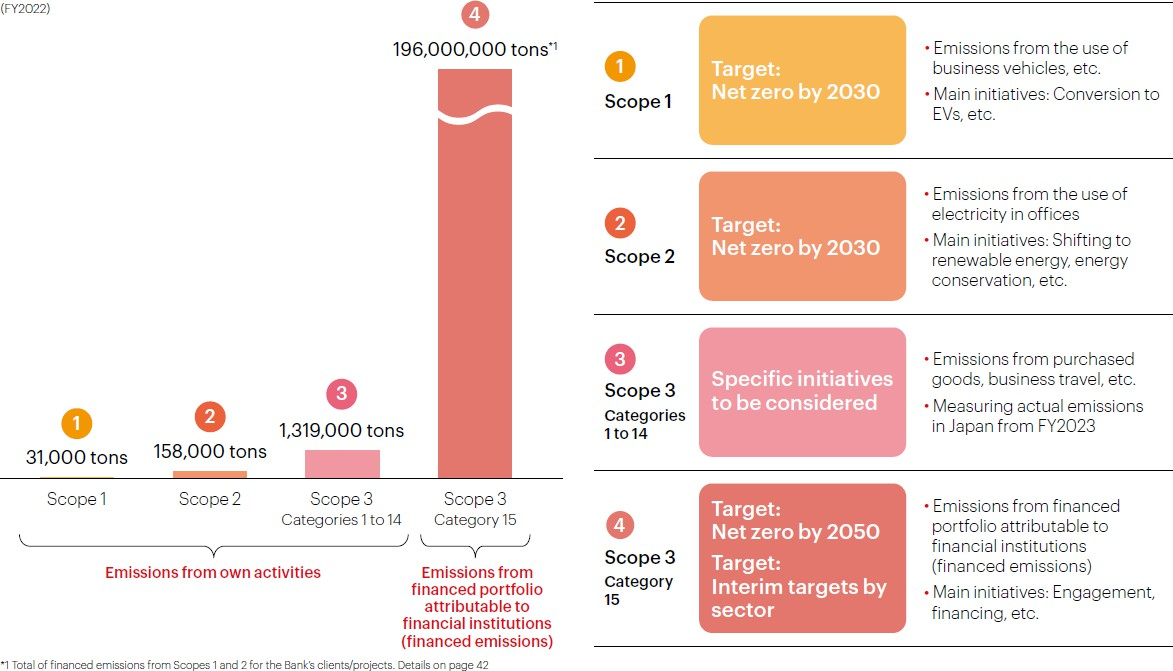 (FY2022)
4
196,000,000 tons*1
3
1,319,000 tons
2
158,000 tons
1
31,000 tons
Scope 1
Scope 2
Scope 3
Categories 1 to 14
Scope 3
Category 15
Emissions from own activities
Emissions from
financed portfolio
attributable to
financial institutions
(financed emissions)
1
Scope 1
Target:
Net zero by 2030
• Emissions from the use of
business vehicles, etc.
• Main initiatives: Conversion to
EVs, etc.
2
Scope 2
Target:
Net zero by 2030
• Emissions from the use of
electricity in offices
• Main initiatives: Shifting to
renewable energy, energy
conservation, etc.
3
Scope 3
Categories
1 to 14
Specific initiatives
to be considered
• Emissions from purchased
goods, business travel, etc.
• Measuring actual emissions
in Japan from FY2023
4
Scope 3
Category
15
Target:
Net zero by 2050
Target:
Interim targets by
sector
• Emissions from financed
portfolio attributable to
financial institutions
(financed emissions)
• Main initiatives: Engagement,
financing, etc.
*1 Total of financed emissions from Scopes 1 and 2 for the Bank's clients/projects. Details on page 42